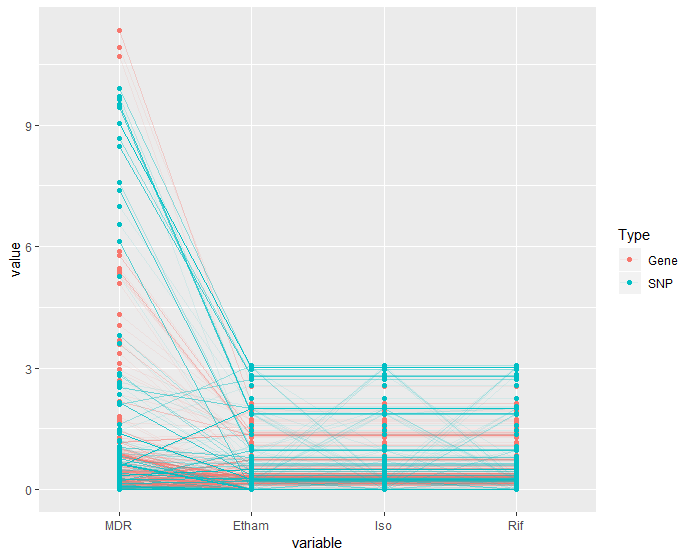 value
9
6
3
0
MDR Etham Iso Rif
variable
Type
Gene
SNP